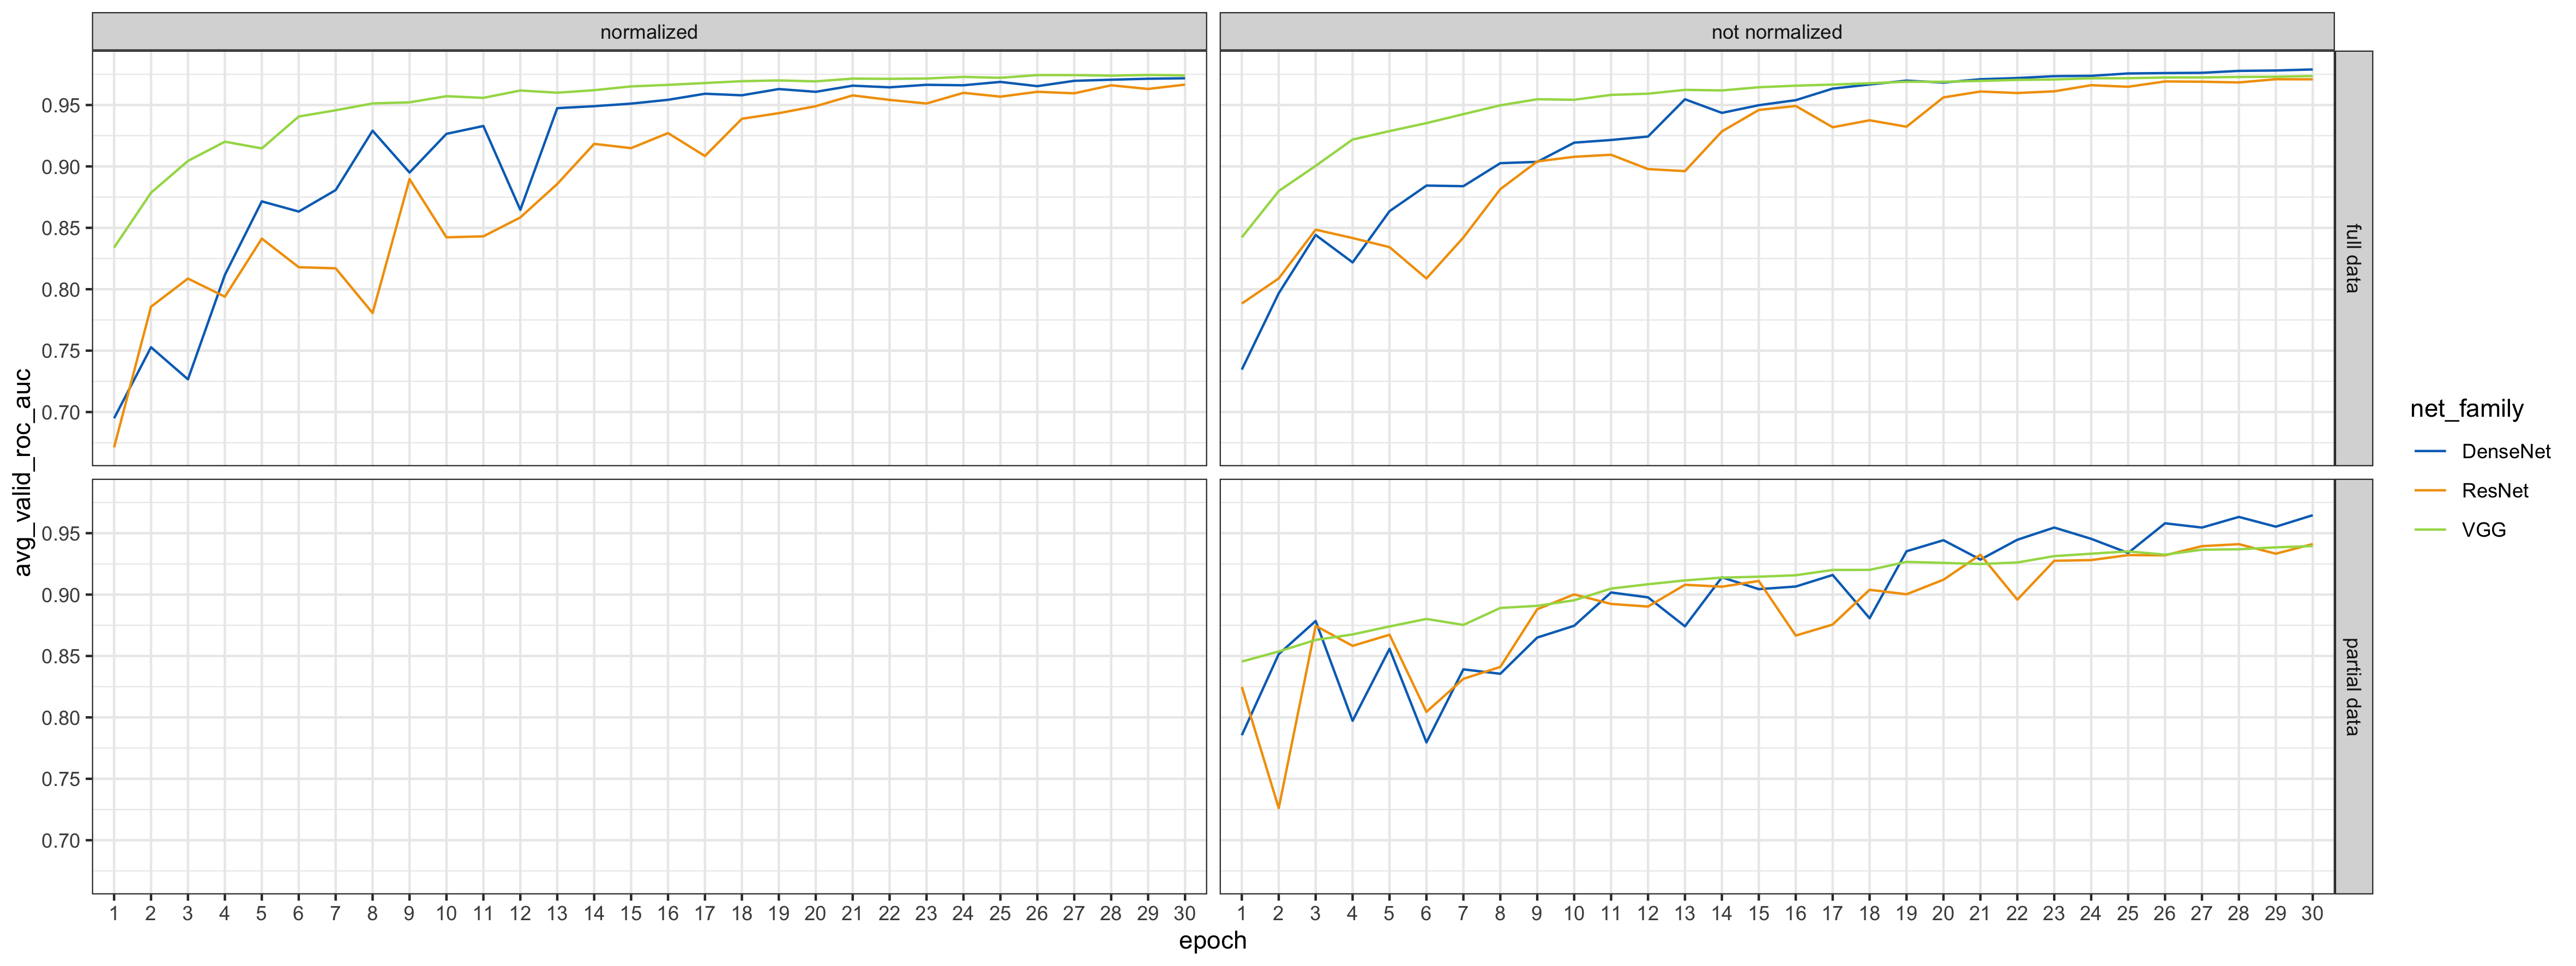 normalized
not normalized
0.95
0.90
0.85
0.80
0.75
0.70
full data
0.95
0.90
0.85
0.80
0.75
0.70
partial data
avg_valid_roc_auc
1 2 3 4 5 6 7 8 9 10 11 12 13 14 15 16 17 18 19 20 21 22 23 24 25 26 27 28 29 30
1 2 3 4 5 6 7 8 9 10 11 12 13 14 15 16 17 18 19 20 21 22 23 24 25 26 27 28 29 30
epoch
net_family
DenseNet
ResNet
VGG